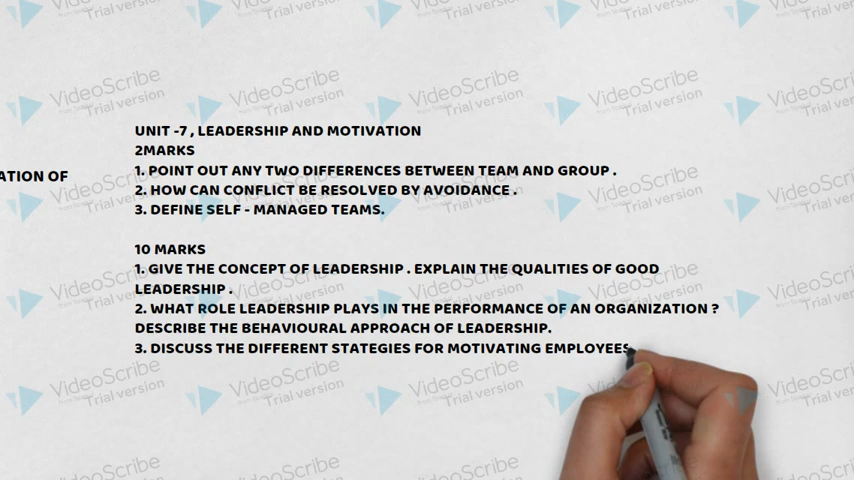 UNIT -7 , LEADERSHIP AND MOTIVATION
2MARKS
1. POINT OUT ANY TWO DIFFERENCES BETWEEN TEAM AND GROUP .
ATION OF
2. HOW CAN CONFLICT BE RESOLVED BY AVOIDANCE .
3. DEFINE SELF - MANAGED TEAMS.
10 MARKS
1. GIVE THE CONCEPT OF LEADERSHIP . EXPLAIN THE QUALITIES OF GOOD
LEADERSHIP .
2. WHAT ROLE LEADERSHIP PLAYS IN THE PERFORMANCE OF AN ORGANIZATION ?
DESCRIBE THE BEHAVIOURAL APPROACH OF LEADERSHIP.
3. DISCUSS THE DIFFERENT STATEGIES FOR MOTIVATING EMPLOYEES.
VideoScribe
Trial version